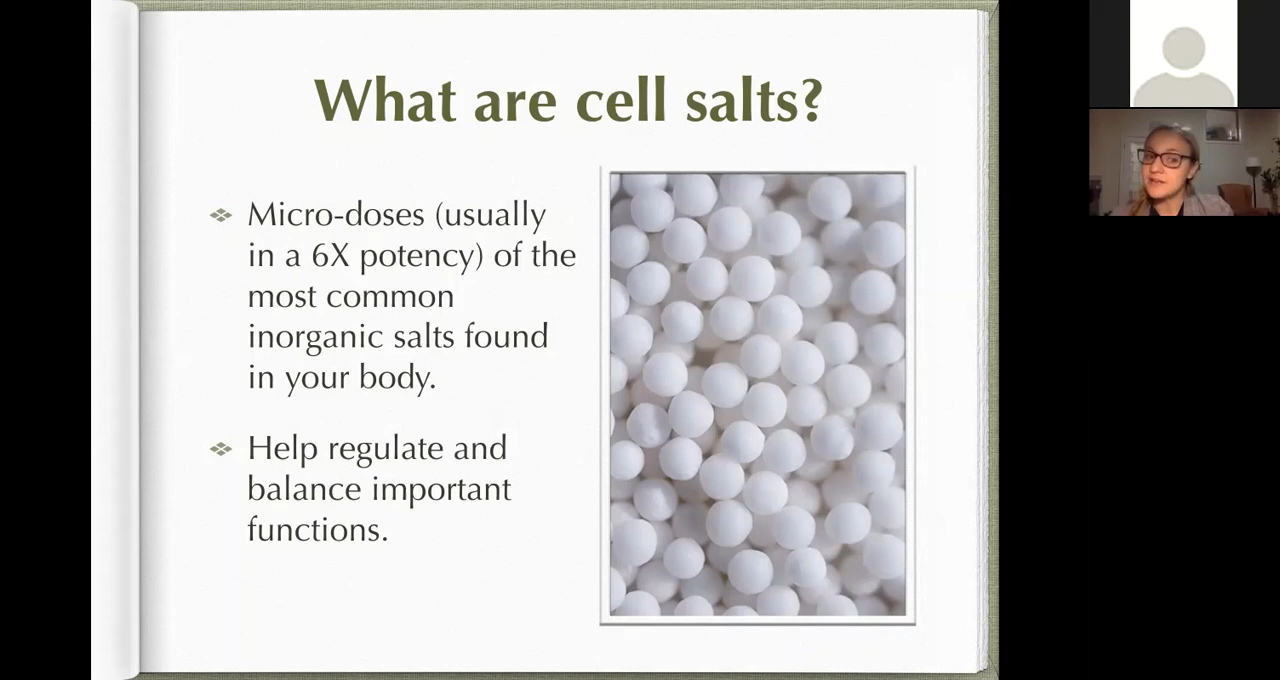 What are cell salts?
Micro-doses (usually
in a 6X potency) of the
most common
inorganic salts found
in your body.
Help regulate and
balance important
functions.